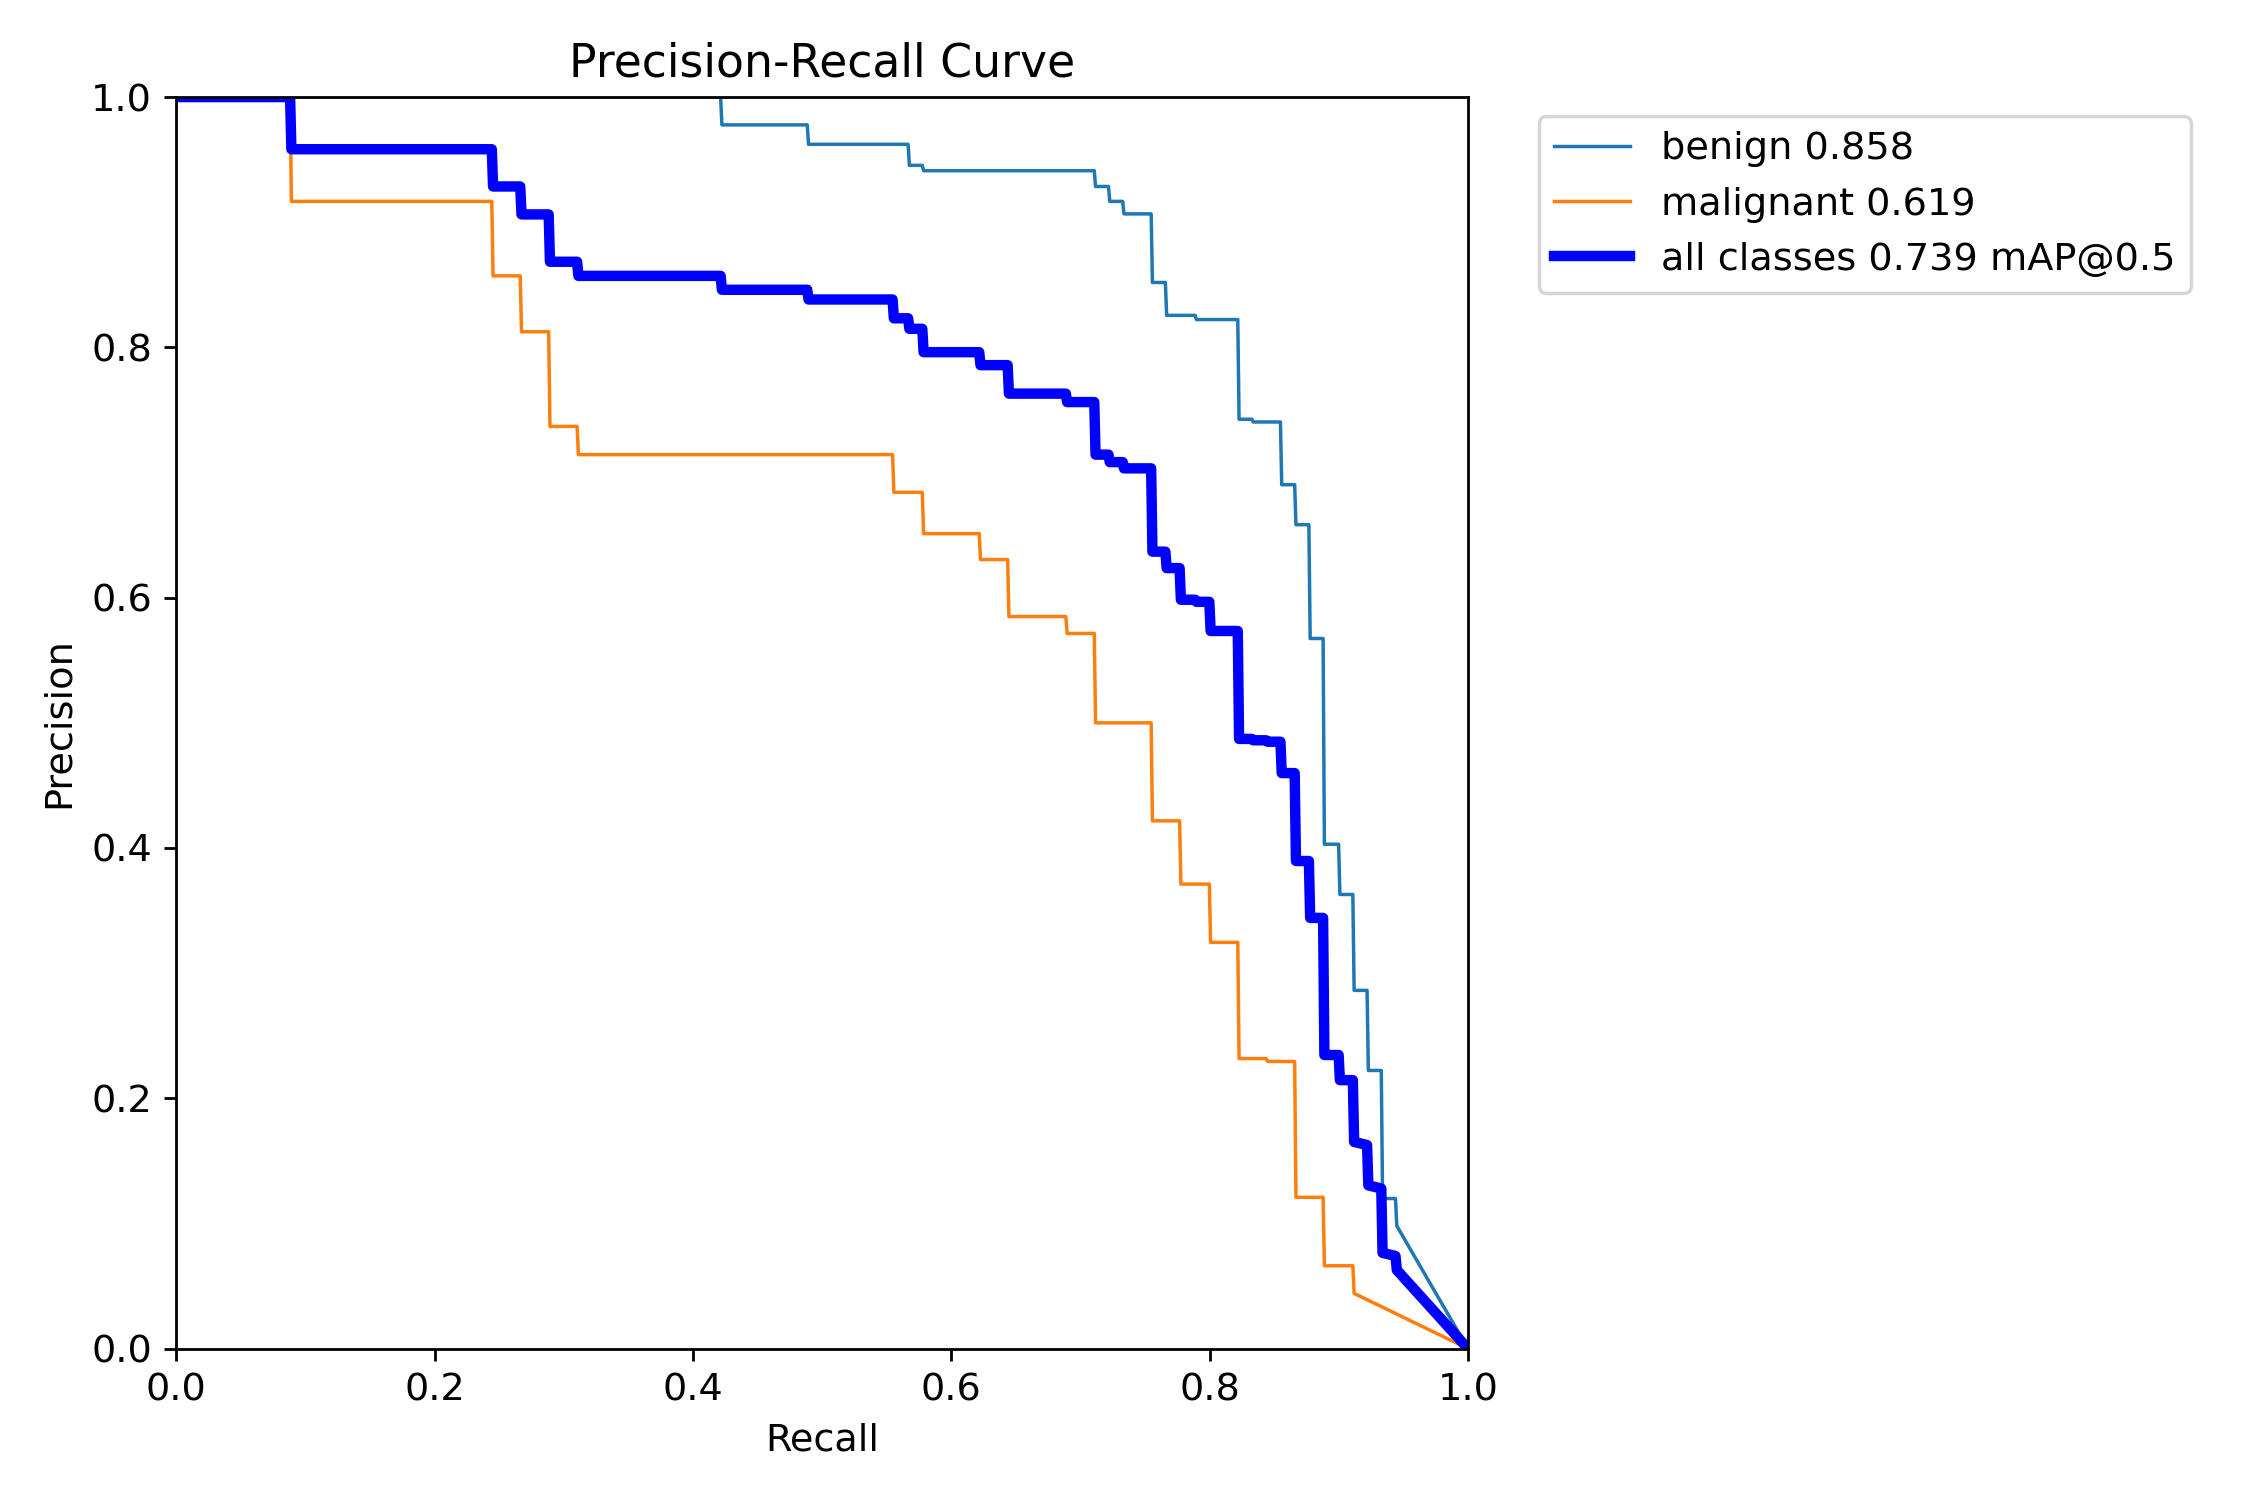 Precision-Recall Curve
1.0
0.8
0.6
0.4
0.2
0.0
Precision
0.0 0.2 0.4 0.6 0.8 1.0
Recall
benign 0.858
malignant 0.619
all classes 0.739 mAP@0.5